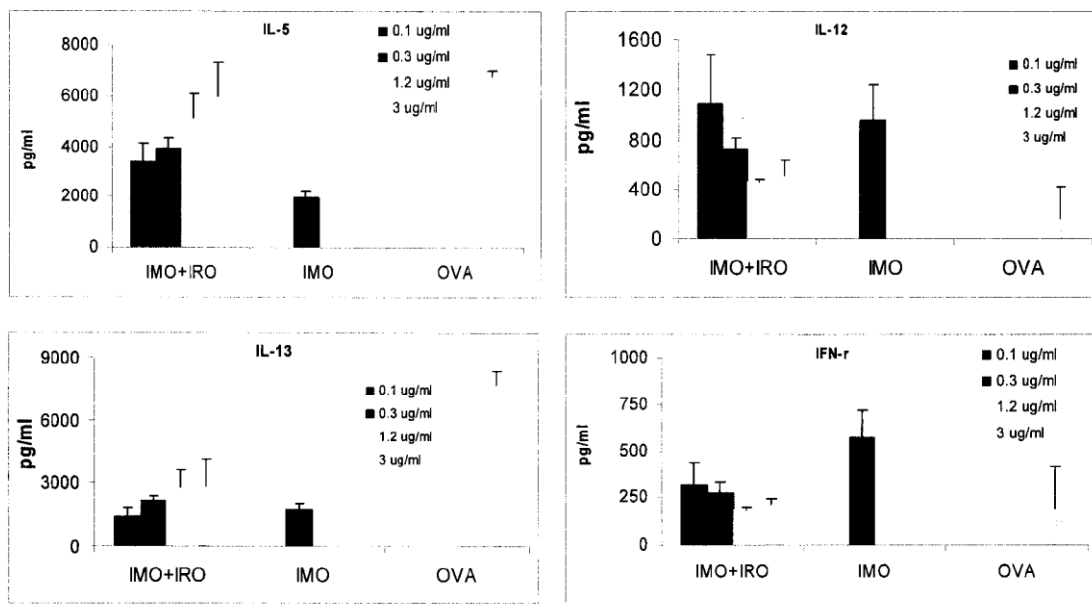 IL-5
8000
6000
4000
2000
0
pg/ml
0.1 ug/ml
0.3 ug/ml
1.2 ug/ml
3 ug/ml
IMO+IRO IMO OVA
IL-12
1600
1200
800
400
0
pg/ml
0.1 ug/ml
0.3 ug/ml
1.2 ug/ml
3 ug/ml
IMO+IRO IMO OVA
IL-13
9000
6000
3000
0
pg/ml
0.1 ug/ml
0.3 ug/ml
1.2 ug/ml
3 ug/ml
IMO+IRO IMO OVA
IFN-r
1000
750
500
250
0
pg/ml
0.1 ug/ml
0.3 ug/ml
1.2 ug/ml
3 ug/ml
IMO+IRO IMO OVA